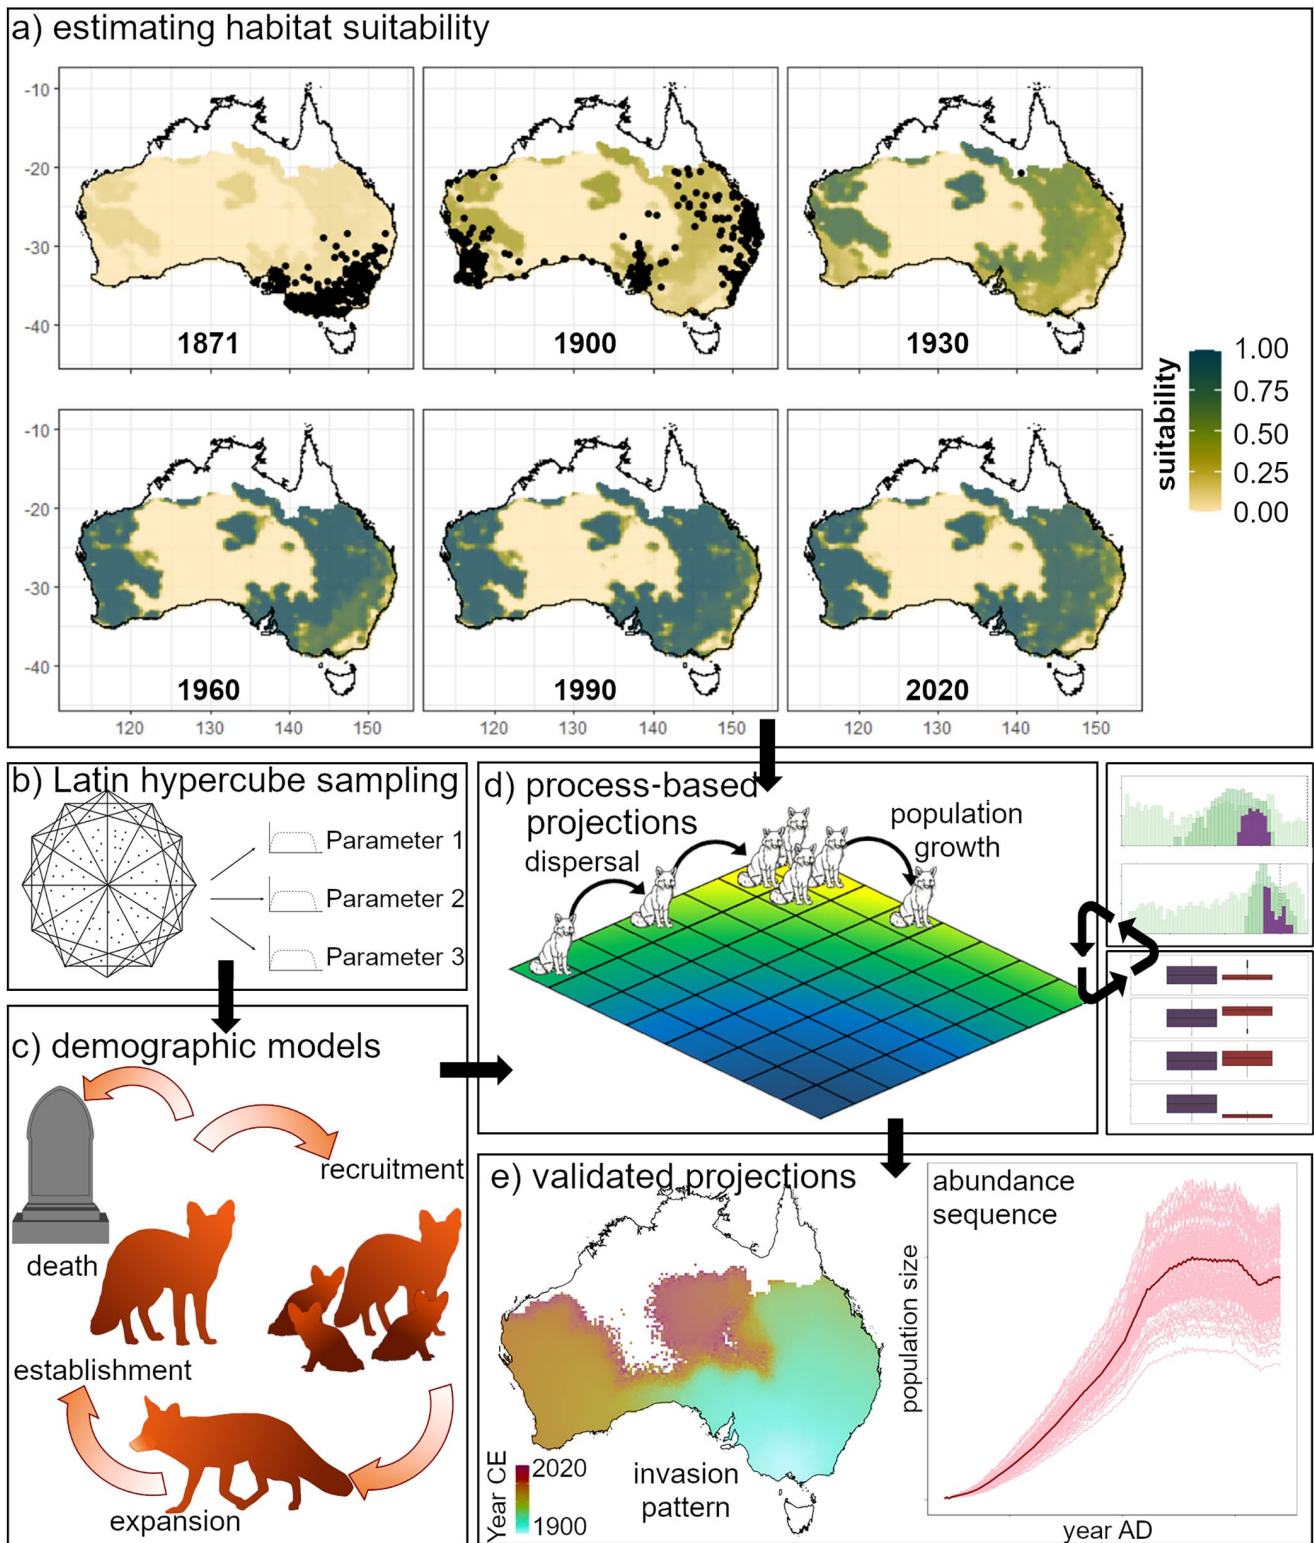 a) estimating habitat suitability
-10
-20
-30
-40
1871
1900
1930
suitability
1.00
0.75
0.50
0.25
0.00
-10
-20
-30
-40
1960
1990
2020
120
130
140
150
120
130
140
150
120
130
140
150
b) Latin hypercube sampling
Parameter 1
Parameter 2
Parameter 3
c) demographic models
death
recruitment
establishment
expansion
d) process-based
projections
dispersal
population
growth
e) validated projections
Year CE
2020
1900
invasion
pattern
abundance
sequence
population size
year AD